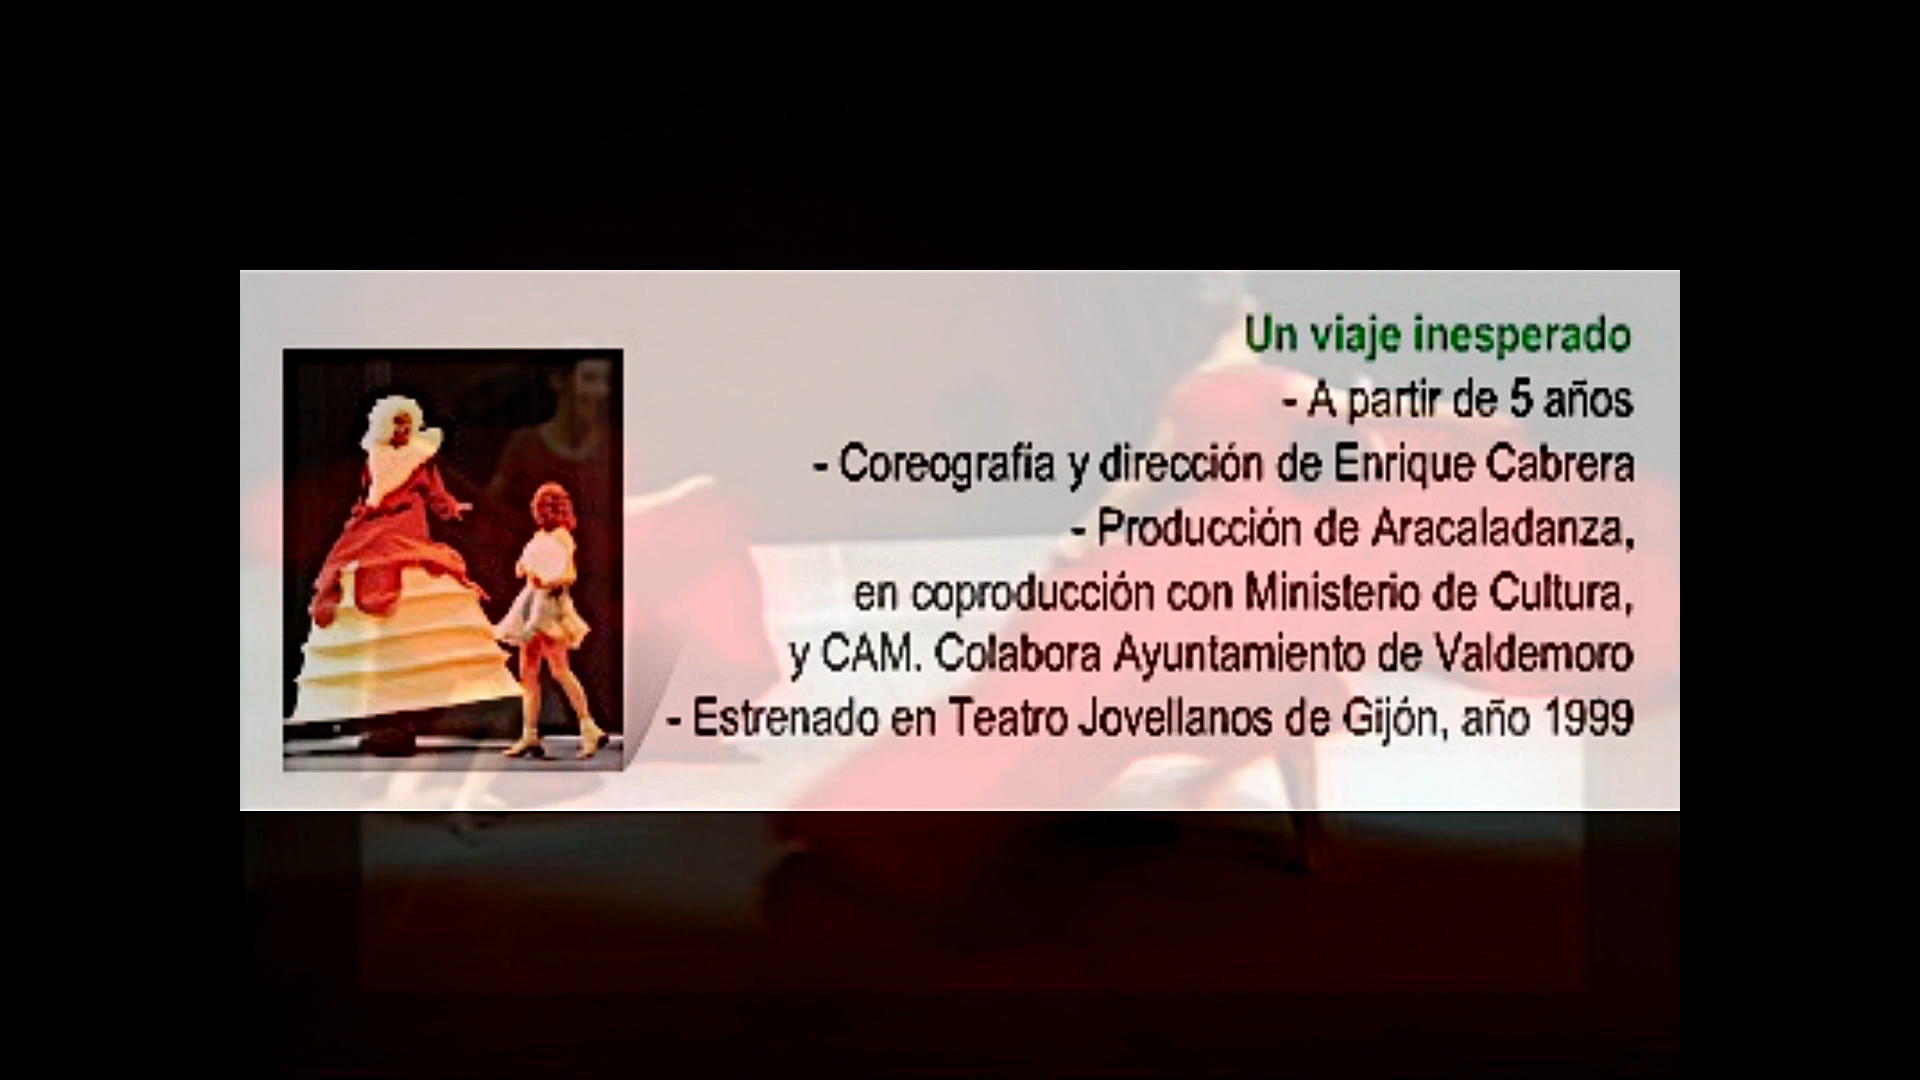 Un viaje inesperado
- A partir de 5 años
- Coreografia y dirección de Enrique Cabrera
- Producción de Aracaladanza,
en coproducción con Ministerio de Cultura,
y CAM. Colabora Ayuntamiento de Valdemoro
- Estrenado en Teatro Jovellanos de Gijón, año 1999